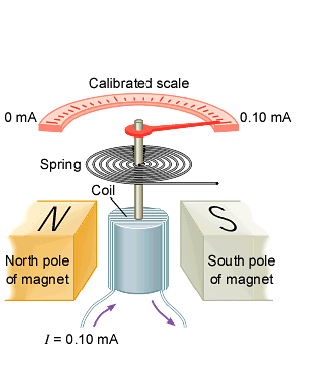 Calibrated scale
0 mA
0.10 mA
Spring
Coil
N
S
North pole
of magnet
South pole
of magnet
I = 0.10 mA